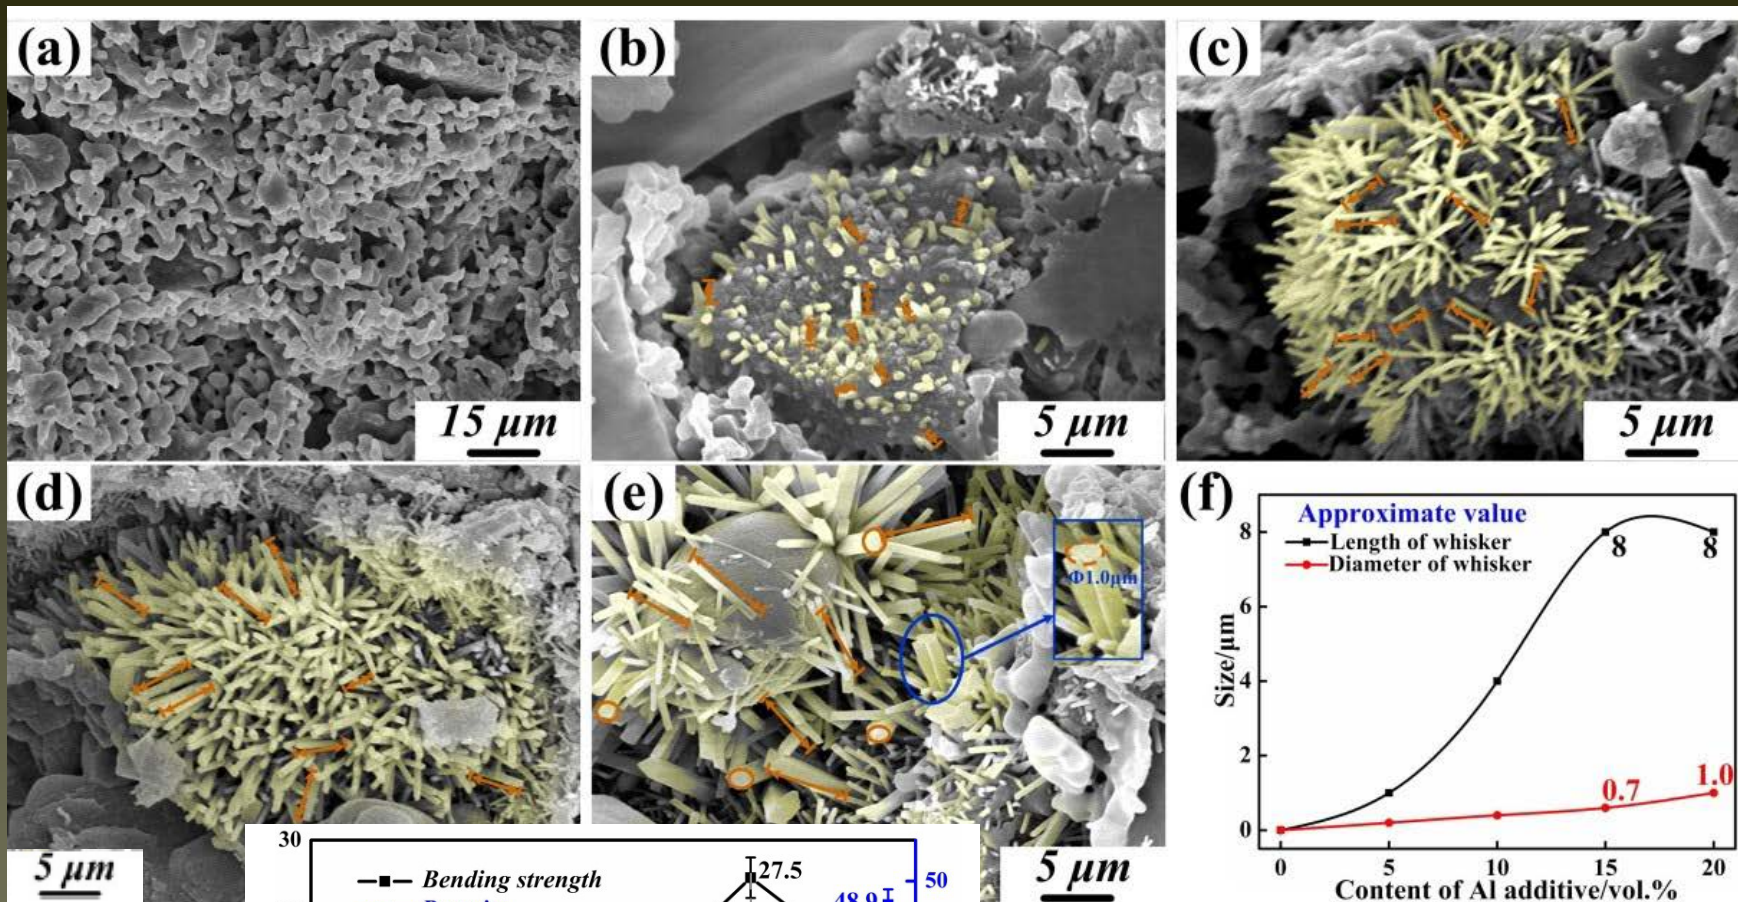 (a)
15 μm
(b)
5 μm
(c)
5 μm
(d)
5 μm
(e)
Φ1.0μm
5 μm
(f)
Approximate value
Length of whisker
Diameter of whisker
8
8
0.7
1.0
Size/μm
8
6
4
2
0
0 5 10 15 20
Content of Al additive/vol.%
30
Bending strength
27.5
50
48.9